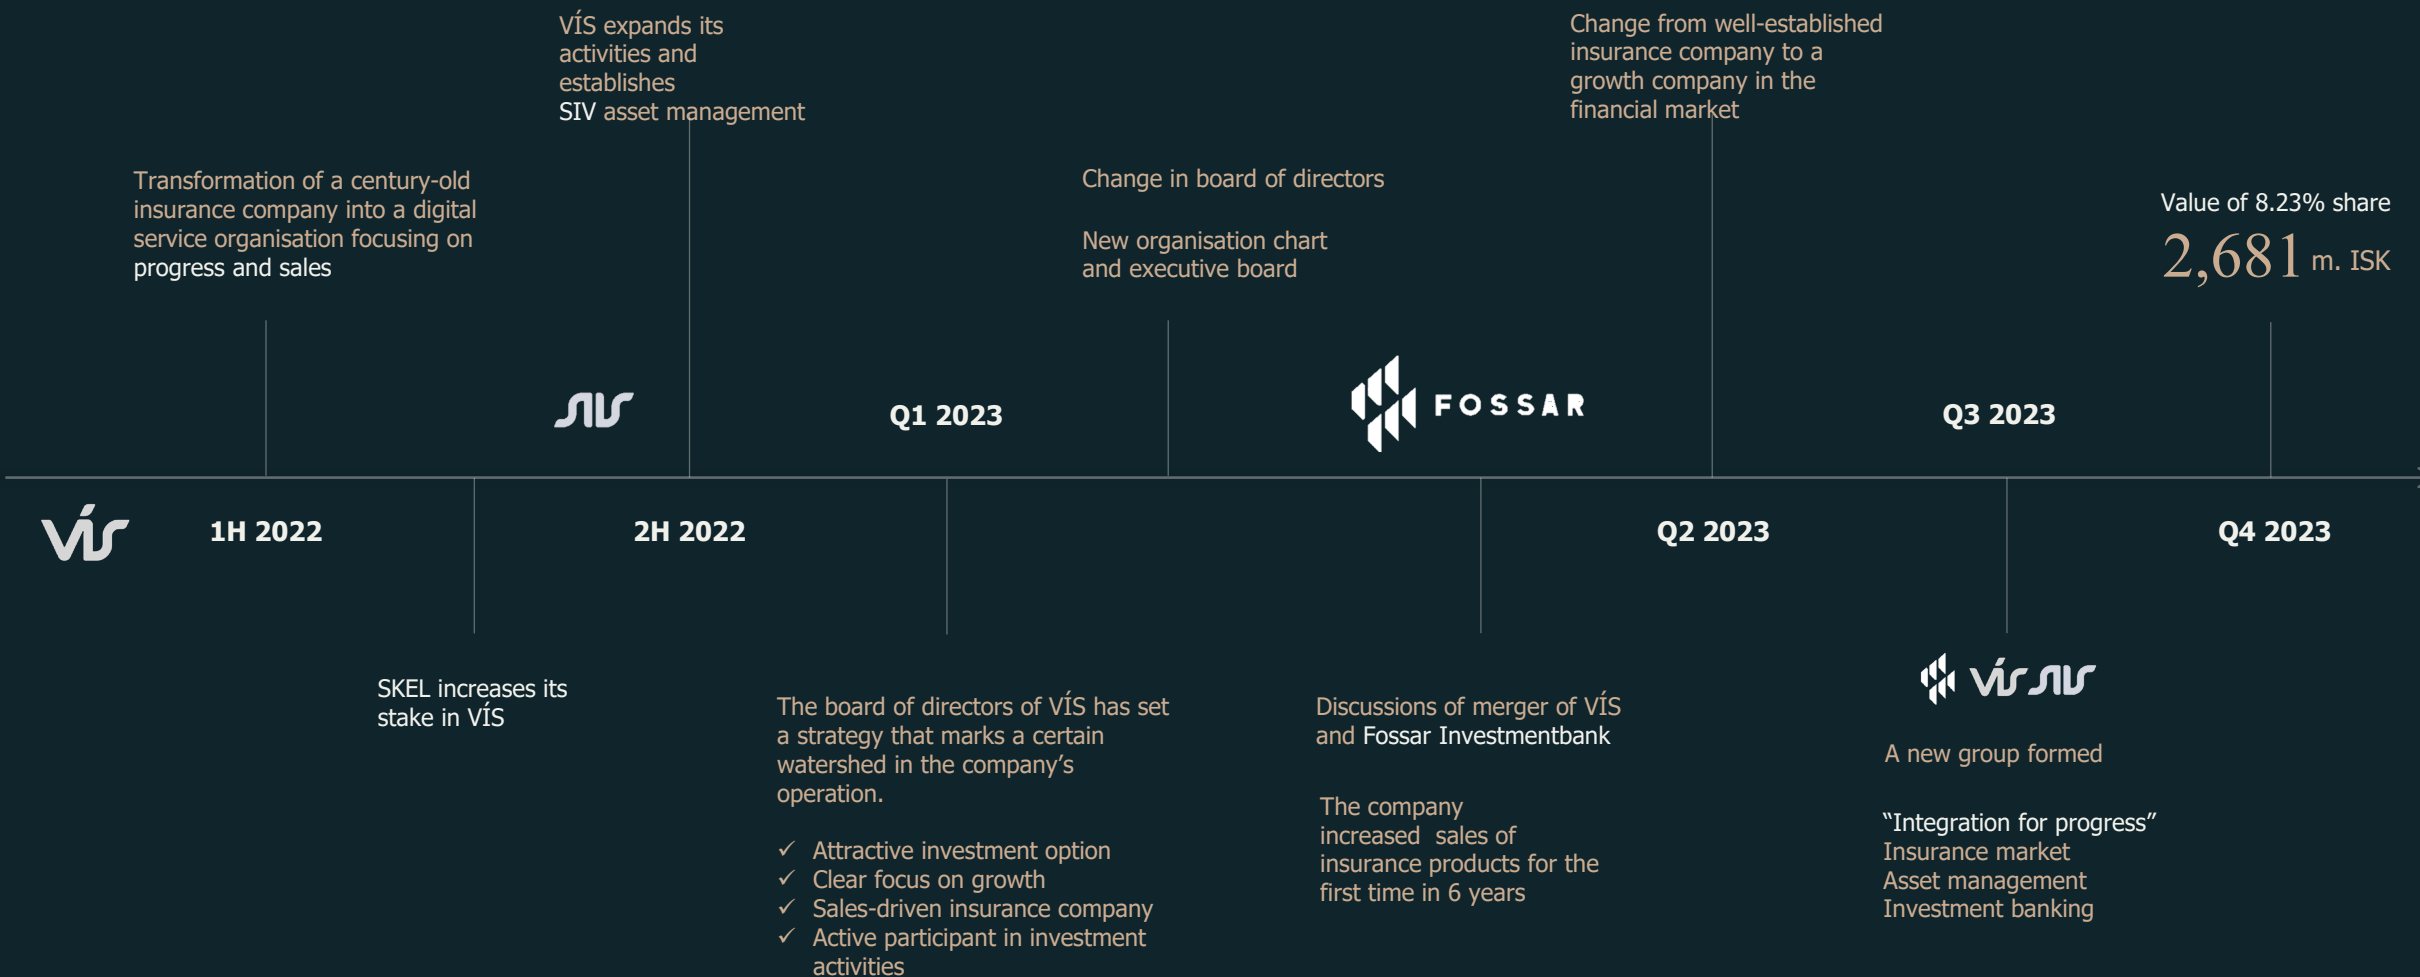 VÍS expands its
activities and
establishes
SIV asset management
Change from well-established
insurance company to a
growth company in the
financial market
Transformation of a century-old
insurance company into a digital
service organisation focusing on
progress and sales
Change in board of directors
New organisation chart
and executive board
Value of 8.23% share
2,681 m. ISK
SIV
Q1 2023
FOSSAR
Q3 2023
vís
1H 2022
2H 2022
Q2 2023
Q4 2023
SKEL increases its
stake in VÍS
The board of directors of VÍS has set
a strategy that marks a certain
watershed in the company’s
operation.
✓ Attractive investment option
✓ Clear focus on growth
✓ Sales-driven insurance company
✓ Active participant in investment
activities
Discussions of merger of VÍS
and Fossar Investmentbank
The company
increased  sales of
insurance products for the
first time in 6 years
vís SIV
A new group formed
“Integration for progress”
Insurance market
Asset management
Investment banking